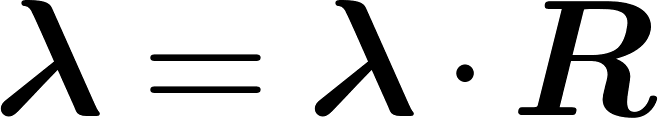 λ = λ · R